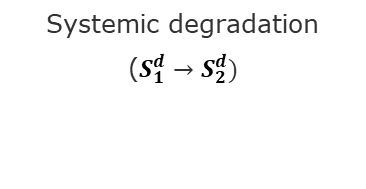 Systemic degradation
(𝑺₁ᵈ → 𝑺₂ᵈ)